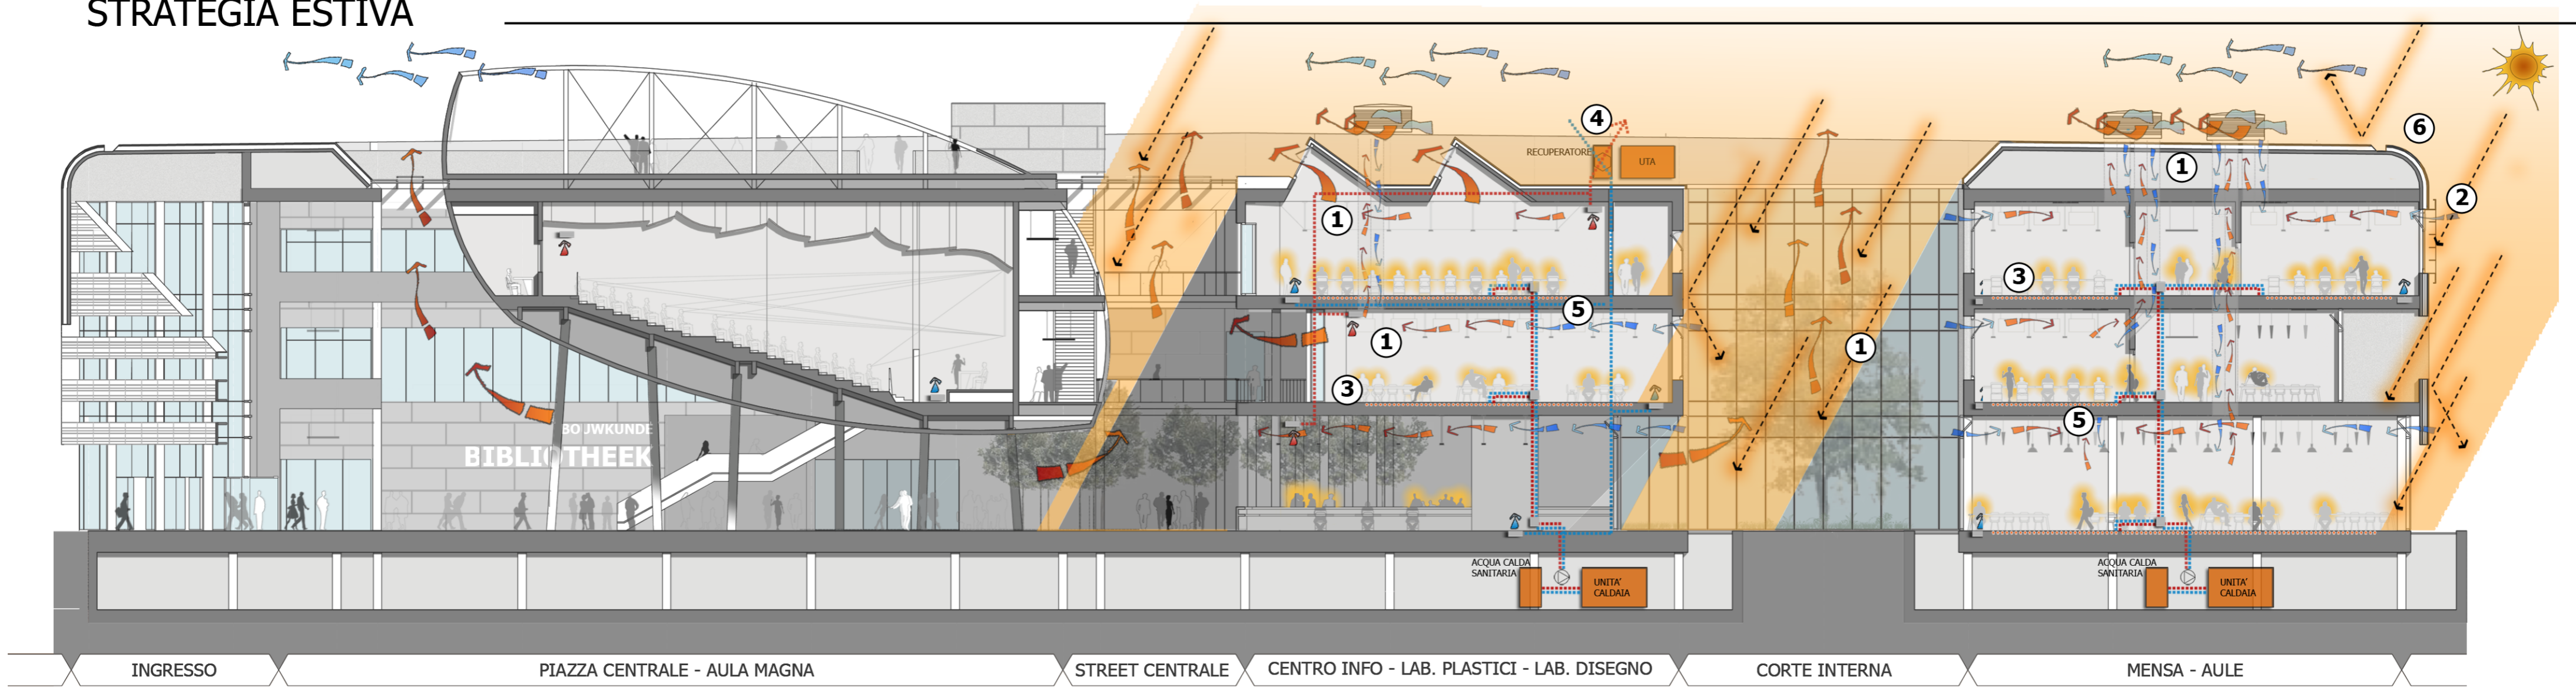 STRATEGIA ESTIVA
4
6
RECUPERATORE
UTA
1
2
1
3
5
1
1
3
5
BO JWKUNDE
BIBLIOTHEEK
ACQUA CALDA
SANITARIA
UNITA'
CALDAIA
ACQUA CALDA
SANITARIA
UNITA'
CALDAIA
INGRESSO
PIAZZA CENTRALE - AULA MAGNA
STREET CENTRALE
CENTRO INFO - LAB. PLASTICI - LAB. DISEGNO
CORTE INTERNA
MENSA - AULE